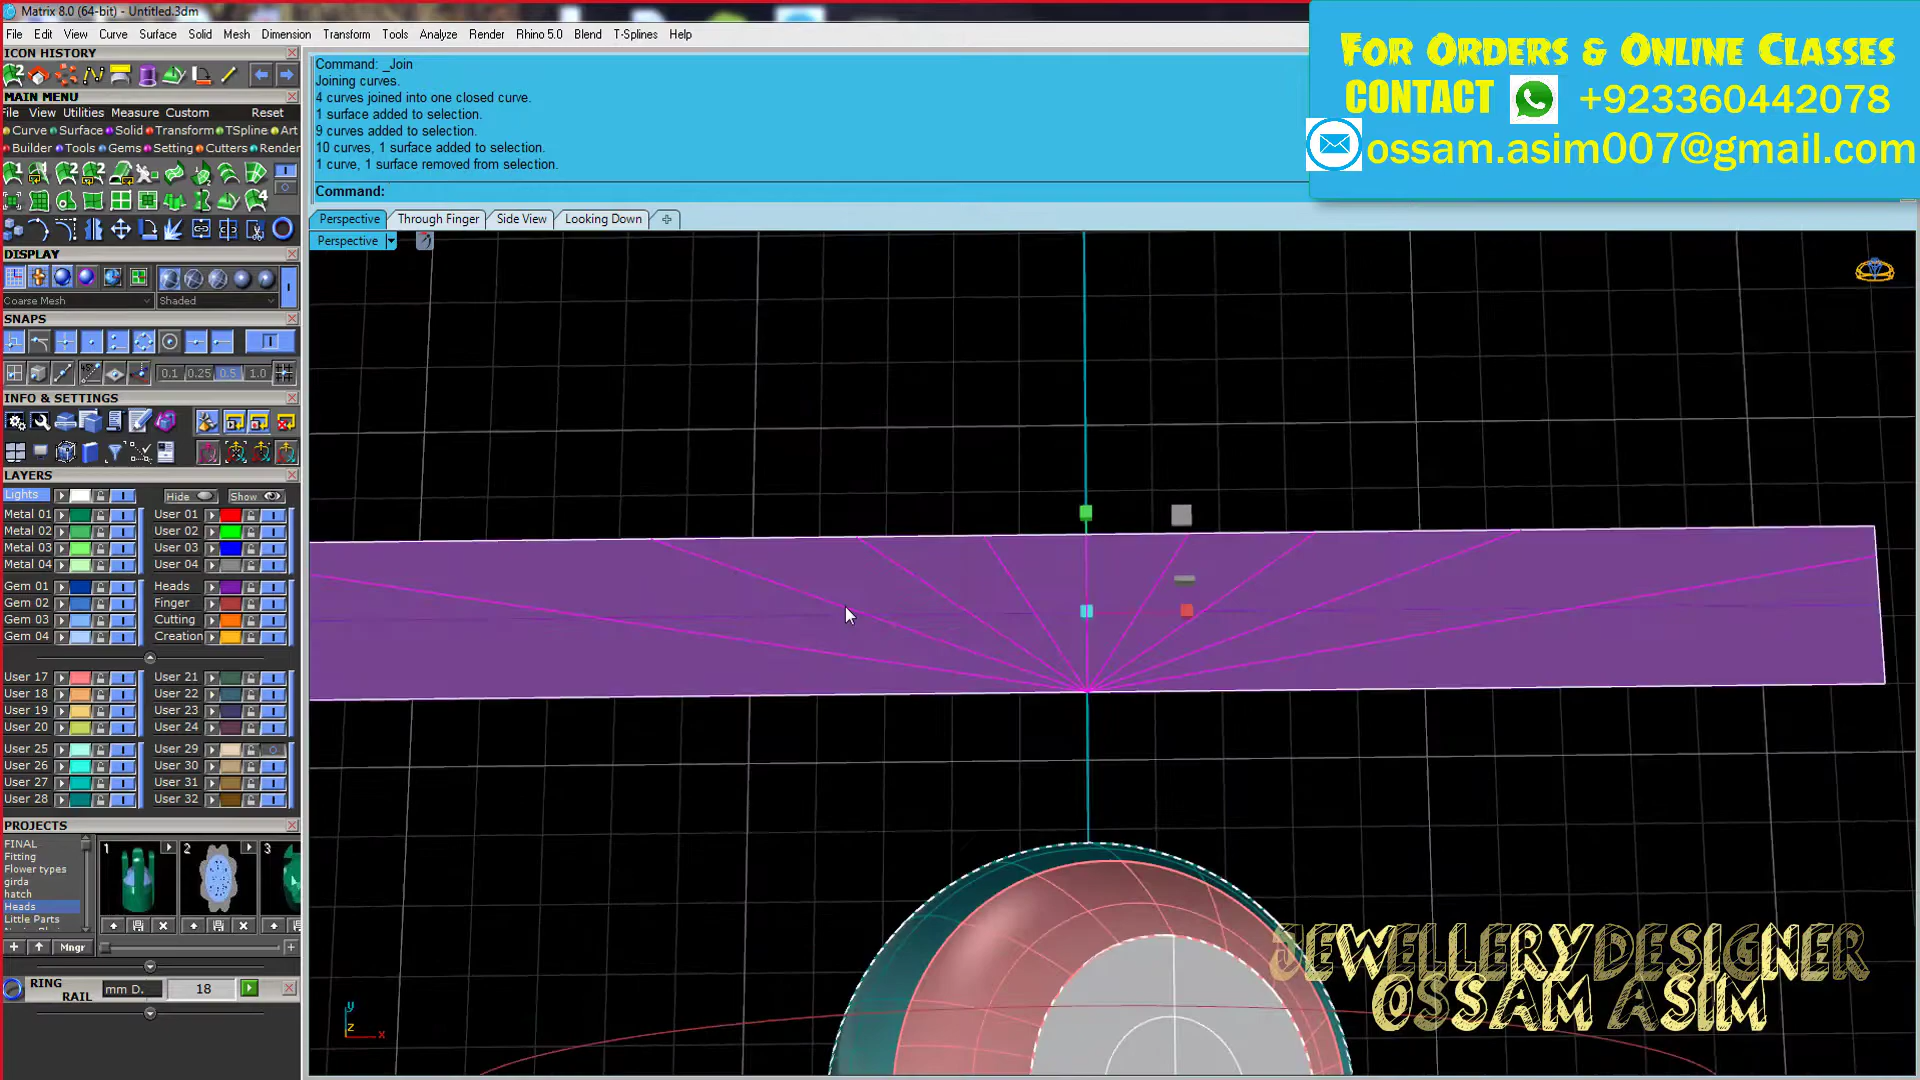 Matrix 8.0 (64-bit) - Untitled.3dm
File Edit View Curve Surface Solid Mesh Dimension Transform Tools Analyze Render Rhino 5.0 Blend T-Splines Help
ICON HISTORY
MAIN MENU
File View Utilities Measure Custom Reset
Curve Surface Solid Transform TSpline Art
Builder Tools Gems Setting Cutters Render
DISPLAY
Coarse Mesh Shaded
SNAPS
0.1 0.25 0.5 1.0
INFO & SETTINGS
LAYERS
Lights Hide Show
Metal 01 User 01
Metal 02 User 02
Metal 03 User 03
Metal 04 User 04
Gem 01 Heads
Gem 02 Finger
Gem 03 Cutting
Gem 04 Creation
User 17 User 21
User 18 User 22
User 19 User 23
User 20 User 24
User 25 User 29
User 26 User 30
User 27 User 31
User 28 User 32
PROJECTS
FINAL
Fitting
Flower types
girda
hatch
Heads
Little Parts
1 2 3
Mngr
RING RAIL mm D. 18
Command: _Join
Joining curves.
4 curves joined into one closed curve.
1 surface added to selection.
9 curves added to selection.
10 curves, 1 surface added to selection.
1 curve, 1 surface removed from selection.
Command:
Perspective Through Finger Side View Looking Down
Perspective
For Orders & Online Classes
Contact +923360442078
ossam.asim007@gmail.com
y
z
x
Jewellery Designer
Ossam Asim